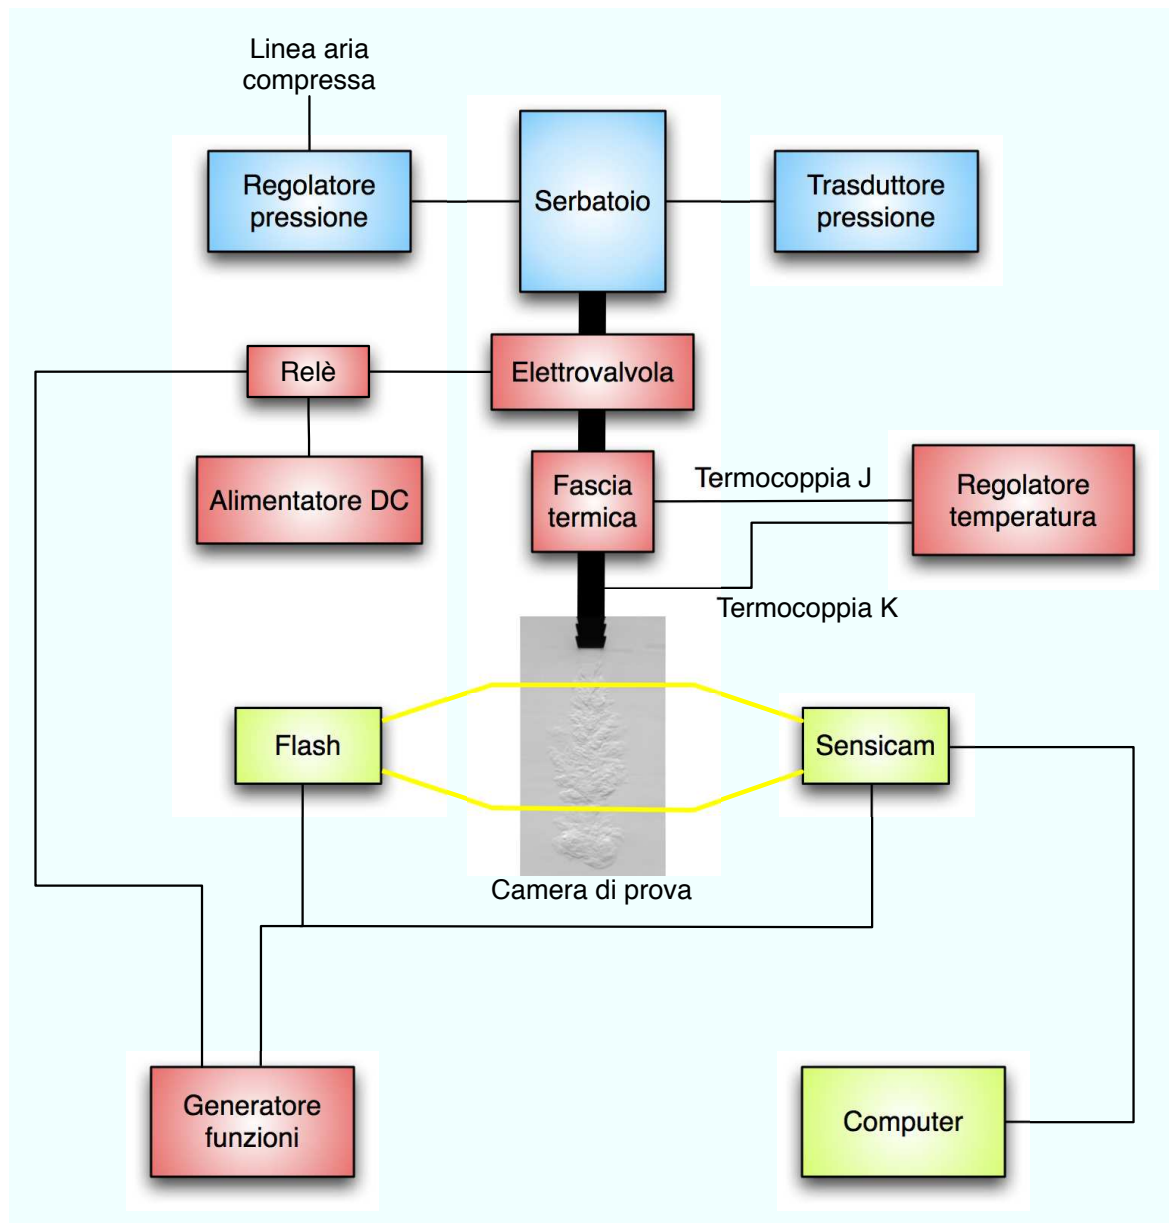 Linea aria
compressa
Regolatore
pressione
Serbatoio
Trasduttore
pressione
Relè
Elettrovalvola
Alimentatore DC
Fascia
termica
Termocoppia J
Regolatore
temperatura
Termocoppia K
Flash
Sensicam
Camera di prova
Generatore
funzioni
Computer